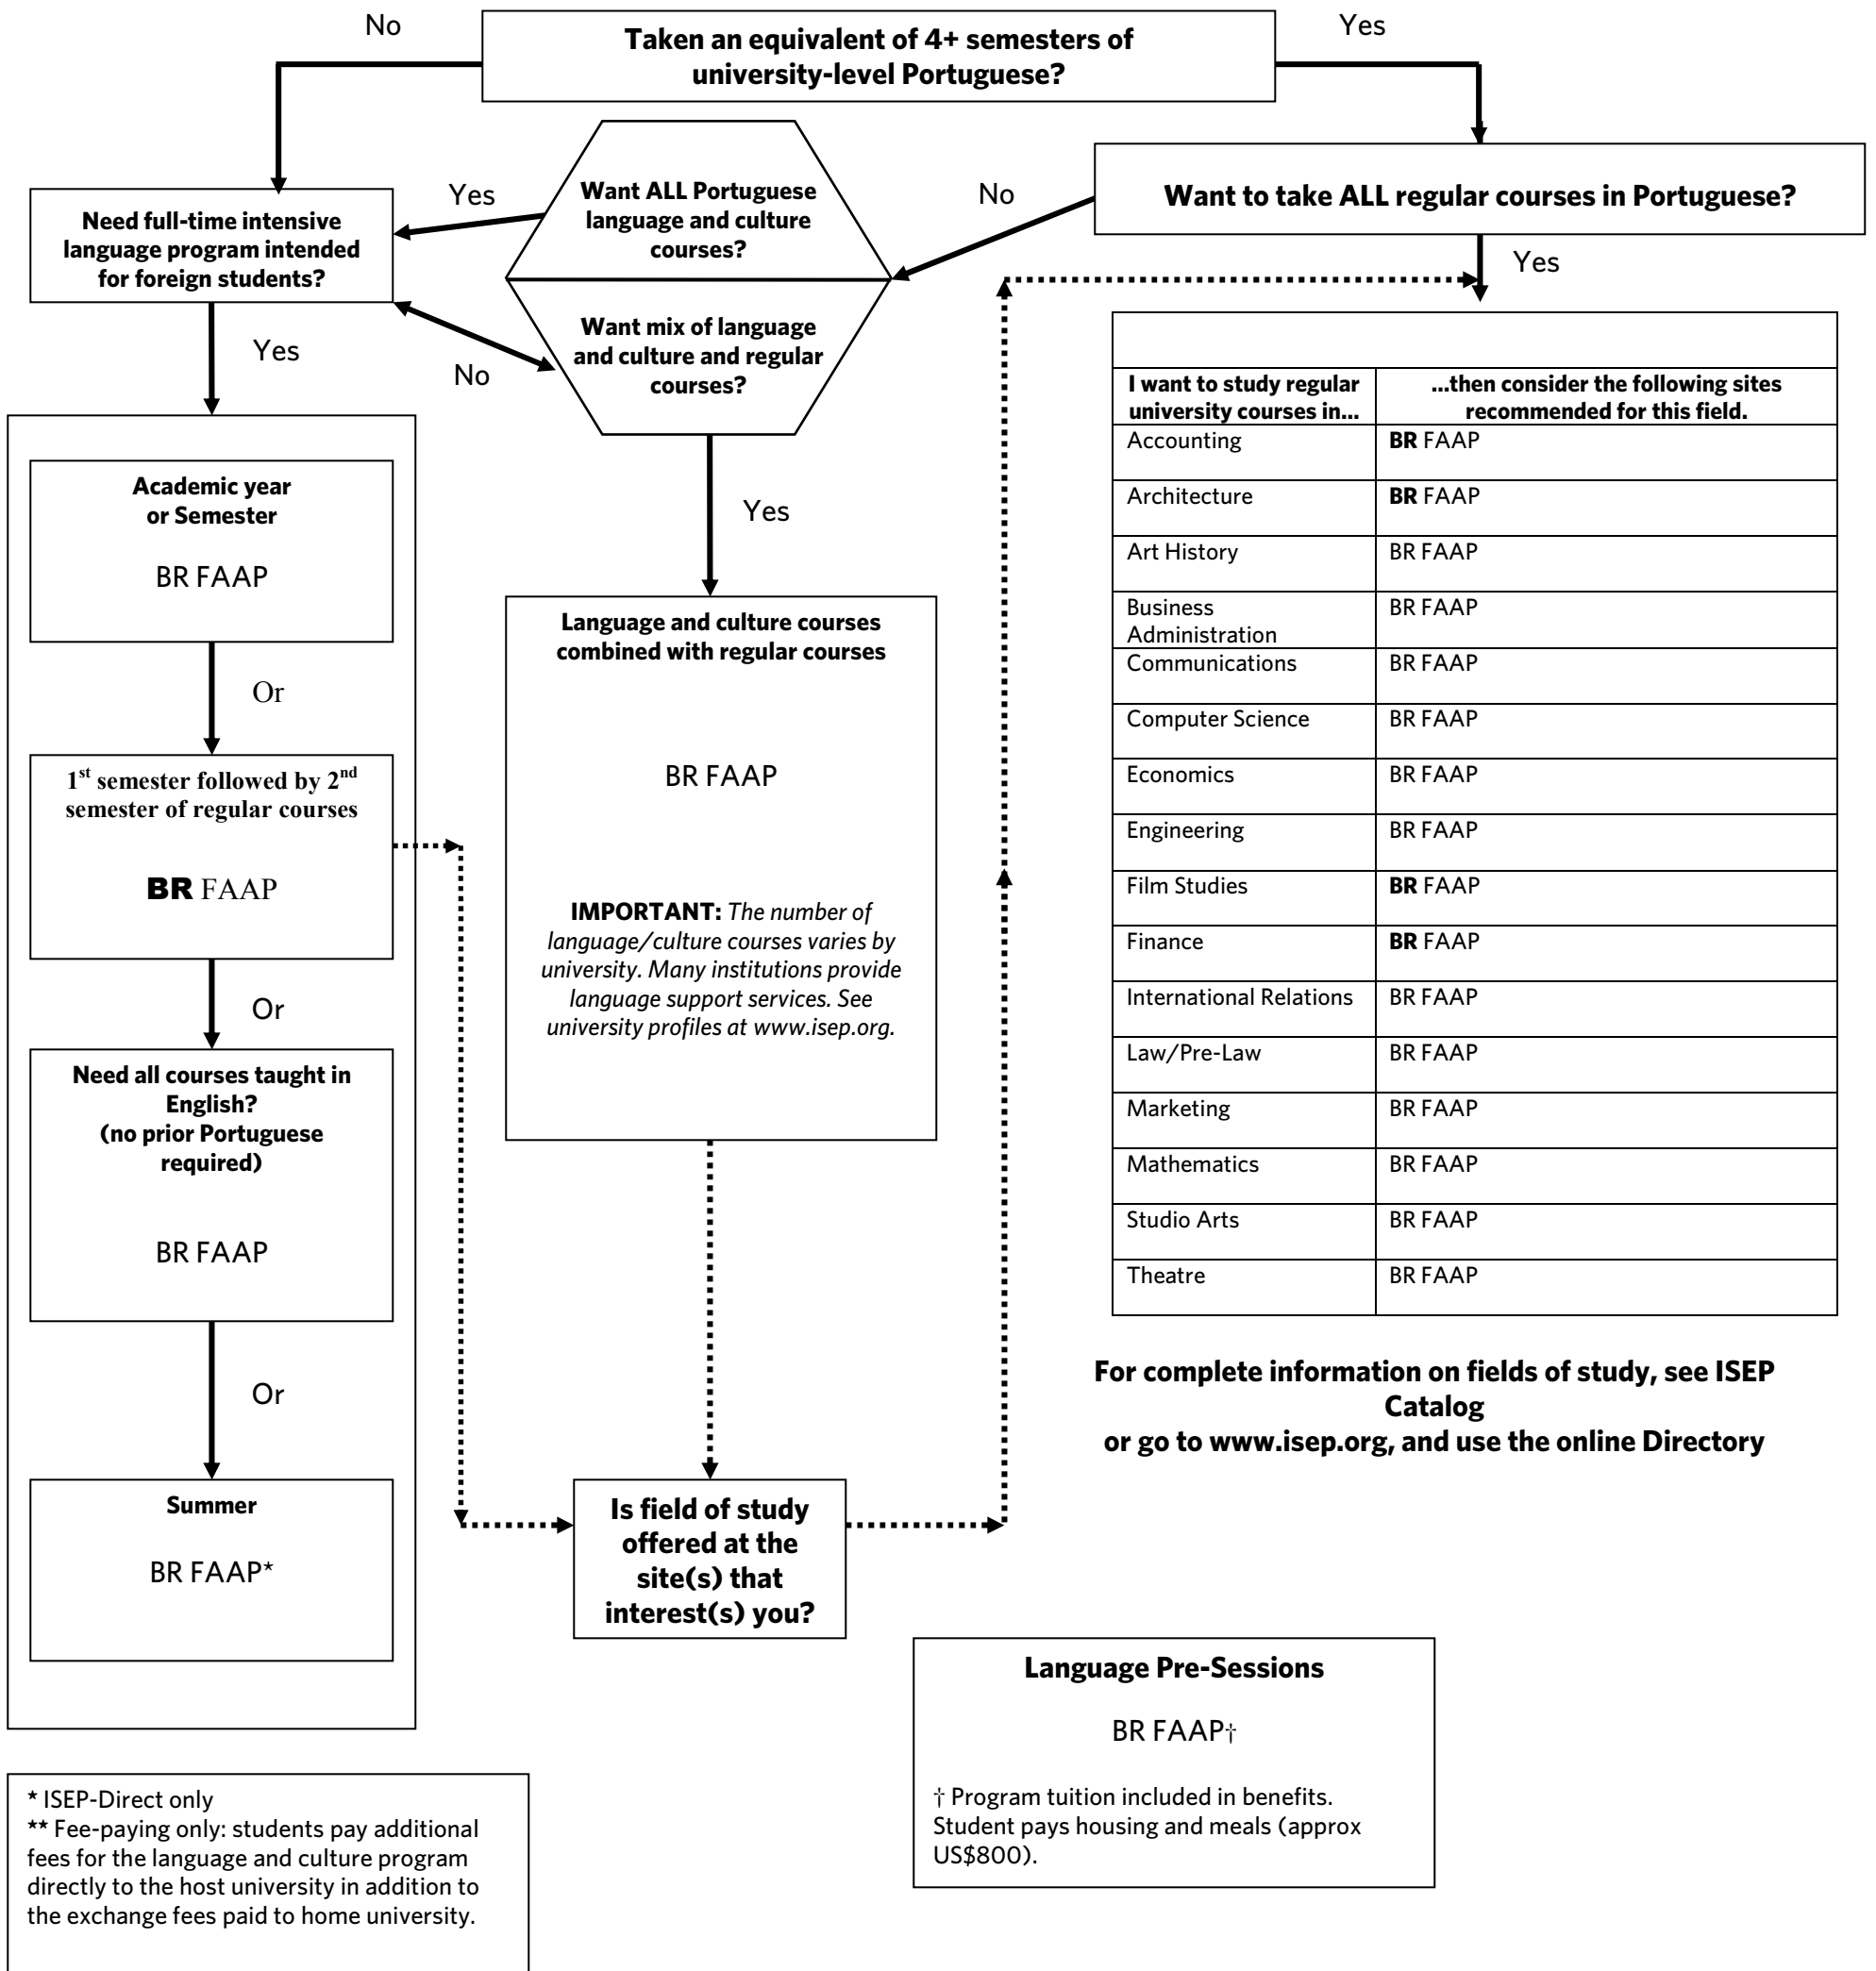 No
Taken an equivalent of 4+ semesters of
university-level Portuguese?
Yes
Need full-time intensive
language program intended
for foreign students?
Yes
Want ALL Portuguese
language and culture
courses?
No
Want to take ALL regular courses in Portuguese?
Yes
Want mix of language
and culture and regular
courses?
No
Yes
Yes
Academic year
or Semester
BR FAAP
Or
1st semester followed by 2nd
semester of regular courses
BR FAAP
Or
Need all courses taught in
English?
(no prior Portuguese
required)
BR FAAP
Or
Summer
BR FAAP*
Language and culture courses
combined with regular courses
BR FAAP
IMPORTANT: The number of
language/culture courses varies by
university. Many institutions provide
language support services. See
university profiles at www.isep.org.
Is field of study
offered at the
site(s) that
interest(s) you?
I want to study regular
university courses in...
...then consider the following sites
recommended for this field.
Accounting BR FAAP
Architecture BR FAAP
Art History BR FAAP
Business BR FAAP
Administration
Communications BR FAAP
Computer Science BR FAAP
Economics BR FAAP
Engineering BR FAAP
Film Studies BR FAAP
Finance BR FAAP
International Relations BR FAAP
Law/Pre-Law BR FAAP
Marketing BR FAAP
Mathematics BR FAAP
Studio Arts BR FAAP
Theatre BR FAAP
For complete information on fields of study, see ISEP
Catalog
or go to www.isep.org, and use the online Directory
Language Pre-Sessions
BR FAAP†
† Program tuition included in benefits.
Student pays housing and meals (approx
US$800).
* ISEP-Direct only
** Fee-paying only: students pay additional
fees for the language and culture program
directly to the host university in addition to
the exchange fees paid to home university.